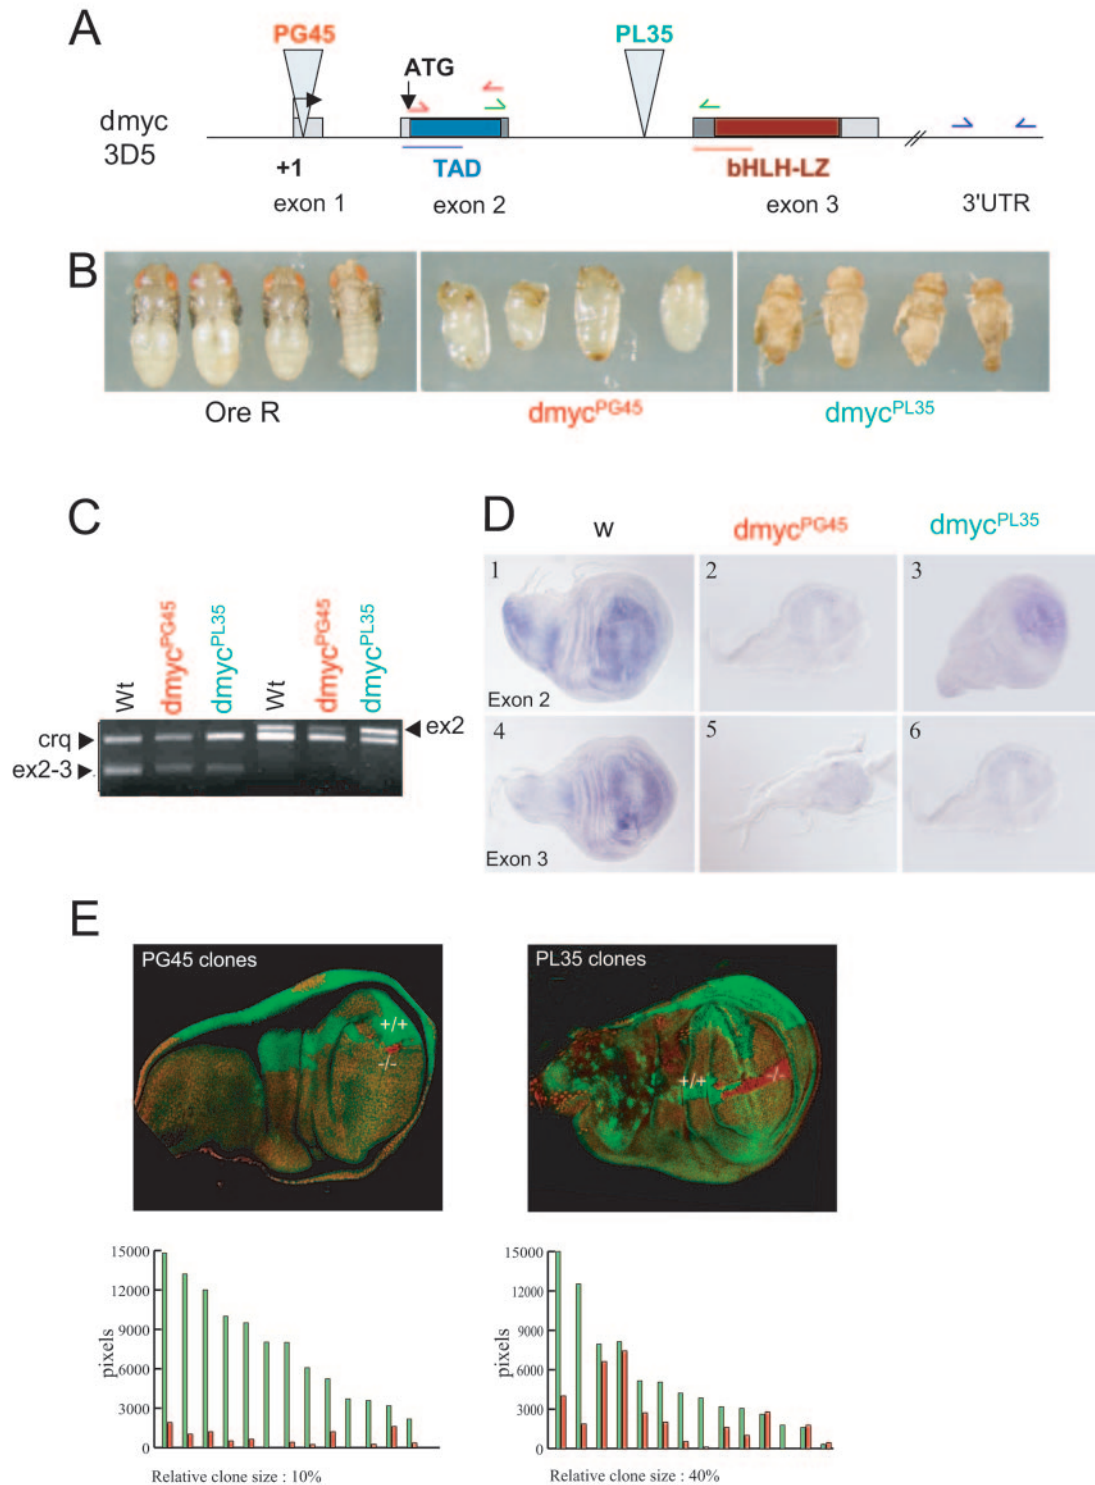 A
PG45
PL35
ATG
dmyc
3D5
+1
TAD
bHLH-LZ
exon 1
exon 2
exon 3
3'UTR
B
Ore R
dmycPG45
dmycPL35
C
Wt
dmycPG45
dmycPL35
Wt
dmycPG45
dmycPL35
crq
ex2
ex2-3
D
w
dmycPG45
dmycPL35
1
2
3
Exon 2
4
5
6
Exon 3
E
PG45 clones
+/+
-/-
PL35 clones
+/+
-/-
15000
12000
9000
6000
3000
0
pixels
Relative clone size : 10%
15000
12000
9000
6000
3000
0
pixels
Relative clone size : 40%